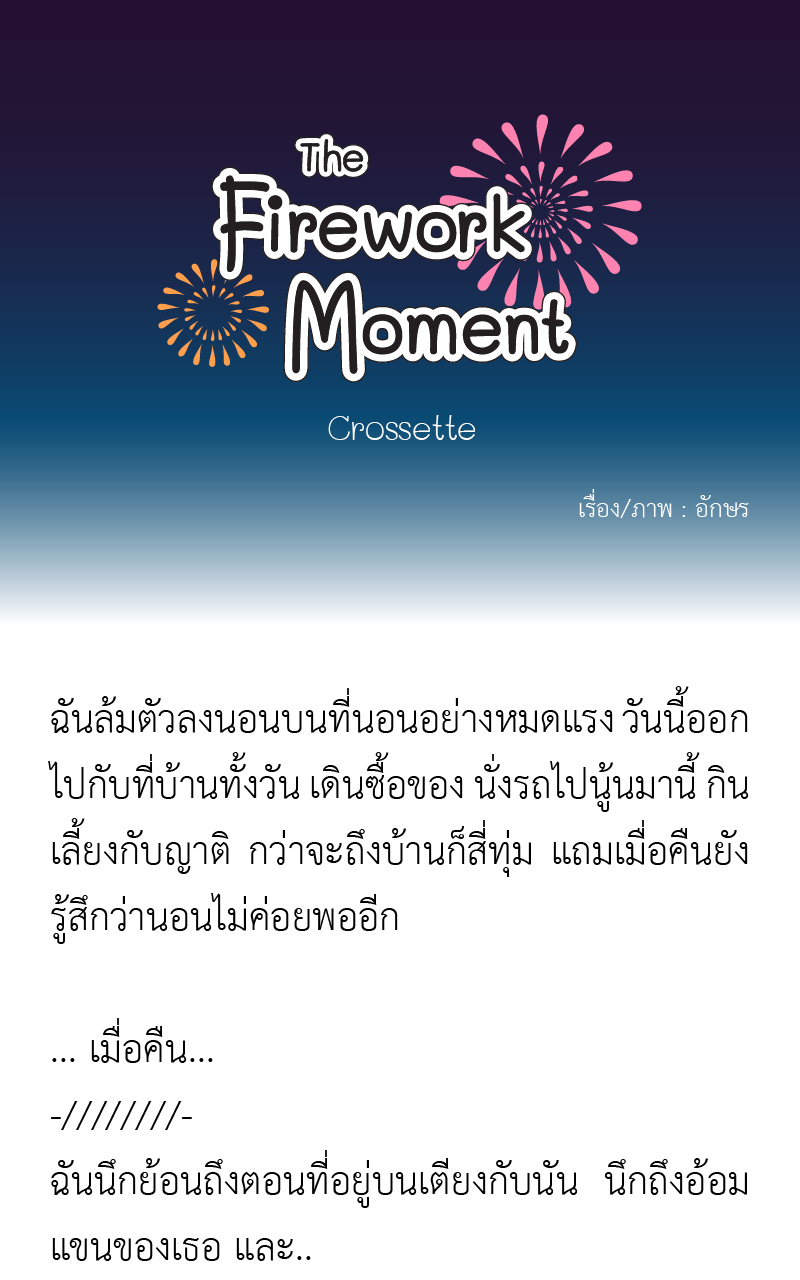 The
Firework
Moment
Crossette
เรื่อง/ภาพ : อักษร
ฉันล้มตัวลงนอนบนที่นอนอย่างหมดแรง วันนี้ออก
ไปกับที่บ้านทั้งวัน เดินซื้อของ นั่งรถไปนู้นมานี้ กิน
เลี้ยงกับญาติ กว่าจะถึงบ้านก็สี่ทุ่ม แถมเมื่อคืนยัง
รู้สึกว่านอนไม่ค่อยพออีก
... เมื่อคืน...
-////////-
ฉันนึกย้อนถึงตอนที่อยู่บนเตียงกับนัน นึกถึงอ้อม
แขนของเธอ และ..